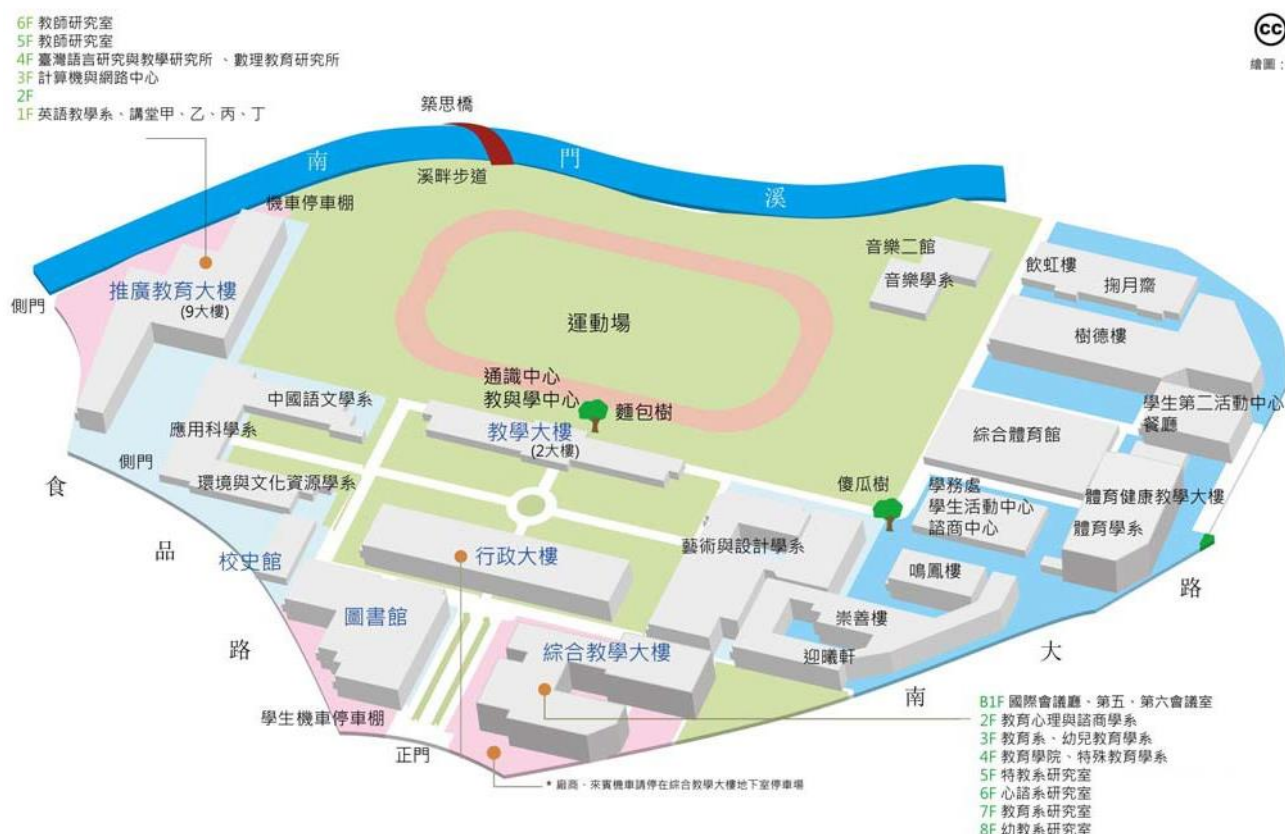 6F 教師研究室
5F 教師研究室
4F 臺灣語言研究與教學研究所 、數理教育研究所
3F 計算機與網路中心
2F
1F 英語教學系、講堂甲、乙、丙、丁
cc
繪圖：
築思橋
南
門
溪
溪畔步道
機車停車棚
音樂二館
音樂學系
飲虹樓
掬月齋
側門
推廣教育大樓
(9大樓)
運動場
樹德樓
通識中心
教與學中心
麵包樹
中國語文學系
教學大樓
(2大樓)
學生第二活動中心
餐廳
應用科學系
綜合體育館
側門
環境與文化資源學系
傻瓜樹
學務處
學生活動中心
諮商中心
體育健康教學大樓
體育學系
食
品
路
校史館
行政大樓
藝術與設計學系
鳴鳳樓
圖書館
崇善樓
綜合教學大樓
迎曦軒
南
大
路
學生機車停車棚
正門
* 廠商、來賓機車請停在綜合教學大樓地下室停車場
B1F 國際會議廳、第五、第六會議室
2F 教育心理與諮商學系
3F 教育系、幼兒教育學系
4F 教育學院、特殊教育學系
5F 特教系研究室
6F 心諮系研究室
7F 教育系研究室
8F 幼教系研究室